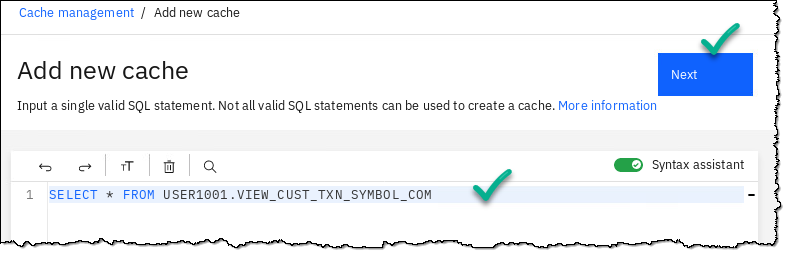 Cache management / Add new cache
Add new cache
Next
Input a single valid SQL statement. Not all valid SQL statements can be used to create a cache. More information
TT
Syntax assistant
1 SELECT * FROM USER1001.VIEW_CUST_TXN_SYMBOL_COM